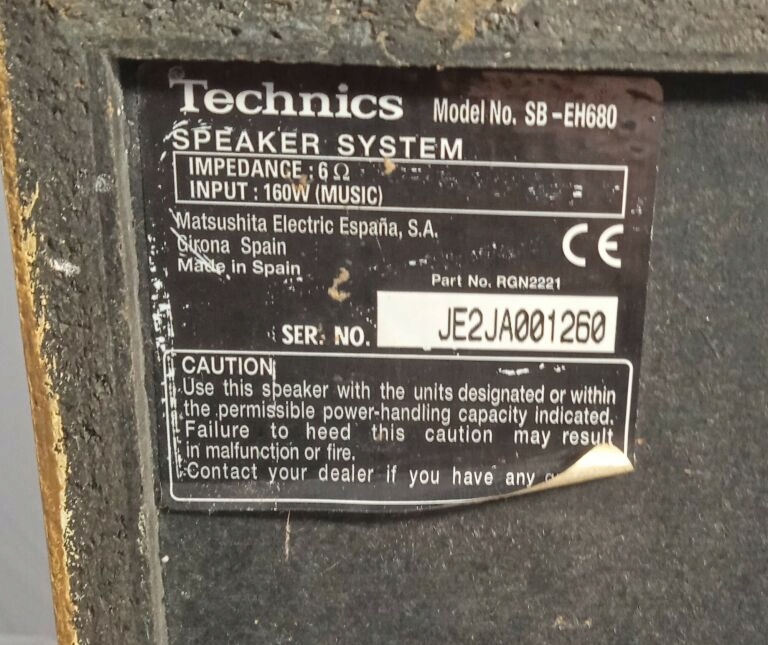 Technics Model No. SB-EH680
SPEAKER SYSTEM
IMPEDANCE : 6 Ω
INPUT : 160W (MUSIC)
Matsushita Electric España, S.A.
Girona Spain
Made in Spain
CE
Part No. RGN2221
SER. NO. JE2JA001260
CAUTION
Use this speaker with the units designated or within
the permissible power-handling capacity indicated.
Failure to heed this caution may result
in malfunction or fire.
Contact your dealer if you have any